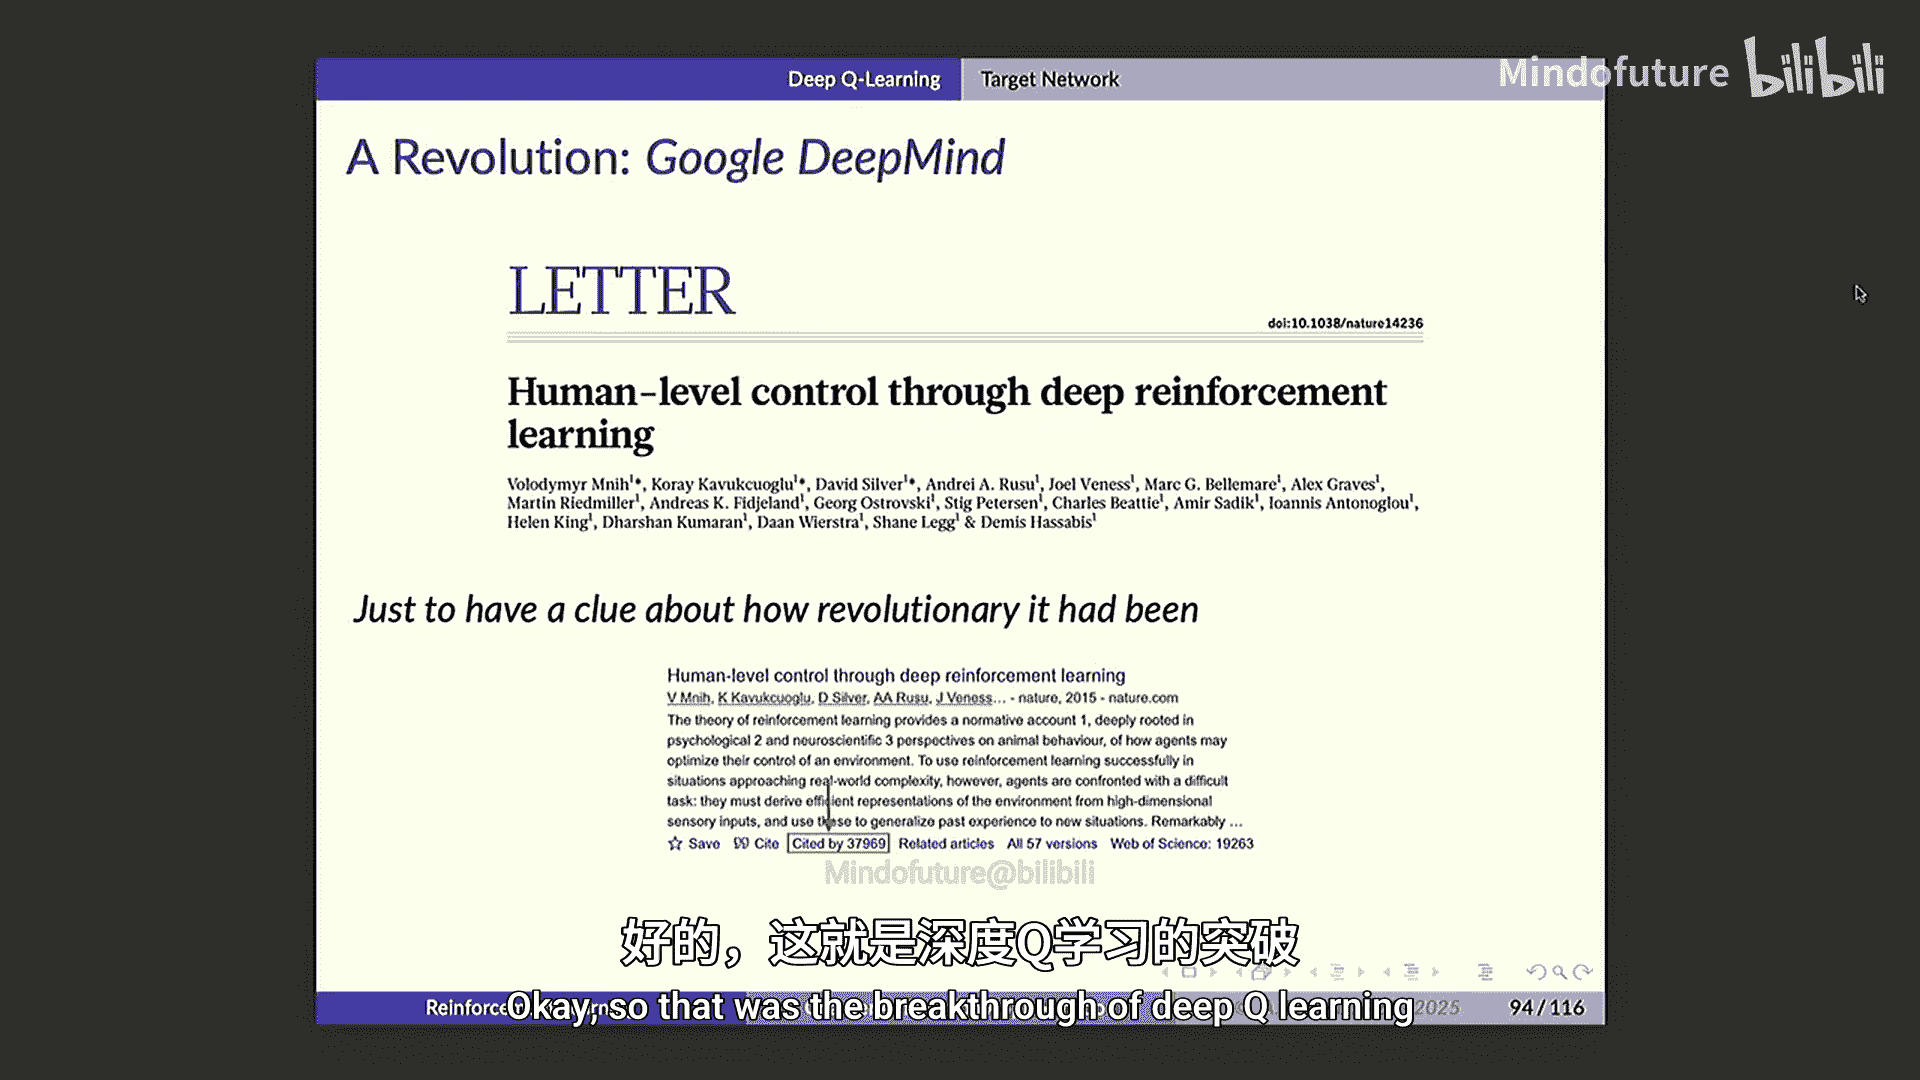 Deep Q-Learning Target Network
Mindofuture bilibili
A Revolution: Google DeepMind
LETTER
doi:10.1038/nature14236
Human-level control through deep reinforcement
learning
Volodymyr Mnih¹*, Koray Kavukcuoglu¹*, David Silver¹*, Andrei A. Rusu¹, Joel Veness¹, Marc G. Bellemare¹, Alex Graves¹,
Martin Riedmiller¹, Andreas K. Fidjeland¹, Georg Ostrovski¹, Stig Petersen¹, Charles Beattie¹, Amir Sadik¹, Ioannis Antonoglou¹,
Helen King¹, Dharshan Kumaran¹, Daan Wierstra¹, Shane Legg¹ & Demis Hassabis¹
Just to have a clue about how revolutionary it had been
Human-level control through deep reinforcement learning
V Mnih, K Kavukcuoglu, D Silver, AA Rusu, J Veness... - nature, 2015 - nature.com
The theory of reinforcement learning provides a normative account 1, deeply rooted in
psychological 2 and neuroscientific 3 perspectives on animal behaviour, of how agents may
optimize their control of an environment. To use reinforcement learning successfully in
situations approaching real-world complexity, however, agents are confronted with a difficult
task: they must derive efficient representations of the environment from high-dimensional
sensory inputs, and use these to generalize past experience to new situations. Remarkably ...
Save Cite Cited by 37969 Related articles All 57 versions Web of Science: 19263
Mindofuture@bilibili
好的，这就是深度Q学习的突破
Okay, so that was the breakthrough of deep Q learning
2025 94 / 116